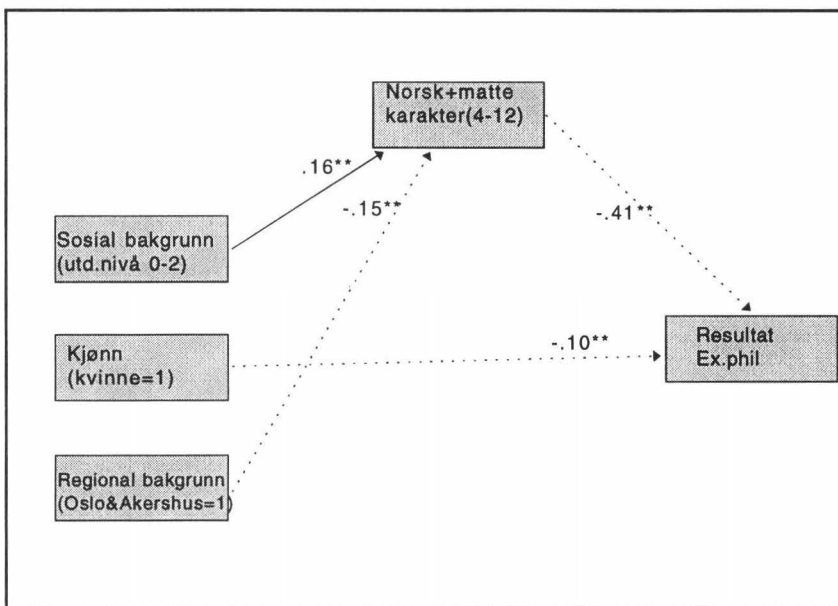 Norsk+matte
karakter(4-12)
.16**
-.15**
-.41**
Sosial bakgrunn
(utd.nivå 0-2)
Kjønn
(kvinne=1)
-.10**
Resultat
Ex.phil
Regional bakgrunn
(Oslo&Akershus=1)